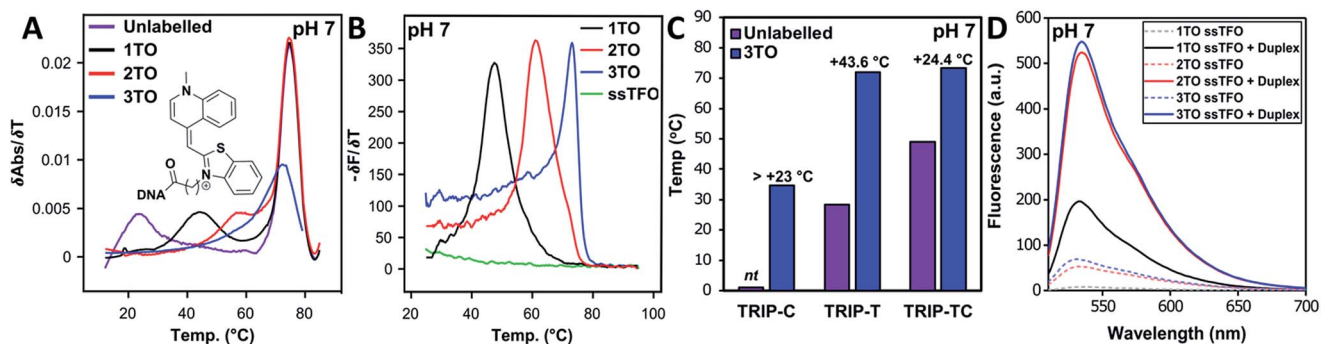 A
pH 7
Unlabelled
1TO
2TO
3TO
N
S
N
O
DNA
δAbs/δT
0.02
0.015
0.01
0.005
0
20
40
60
80
Temp. (°C)
B
pH 7
1TO
2TO
3TO
ssTFO
-δF/δT
350
300
250
200
150
100
50
0
20
40
60
80
100
Temp. (°C)
C
pH 7
Unlabelled
3TO
Temp (°C)
90
80
70
60
50
40
30
20
10
0
nt
> +23 °C
+43.6 °C
+24.4 °C
TRIP-C
TRIP-T
TRIP-TC
D
pH 7
1TO ssTFO
1TO ssTFO + Duplex
2TO ssTFO
2TO ssTFO + Duplex
3TO ssTFO
3TO ssTFO + Duplex
Fluorescence (a.u.)
600
500
400
300
200
100
0
550
600
650
700
Wavelength (nm)